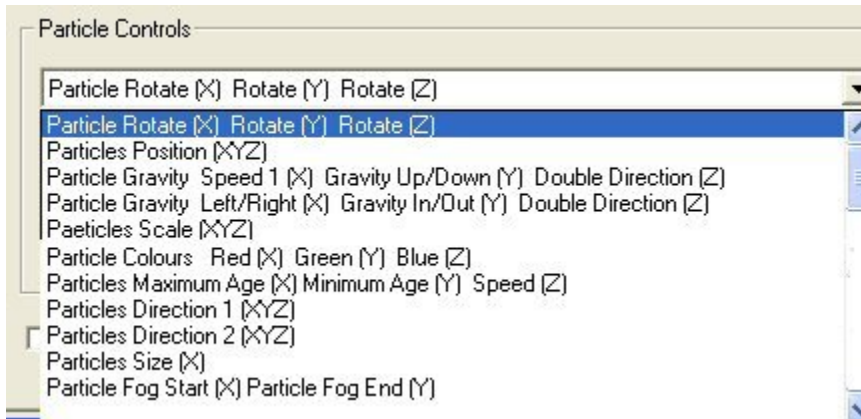 Particle Controls
Particle Rotate (X)  Rotate (Y)  Rotate (Z)
Particle Rotate (X)  Rotate (Y)  Rotate (Z)
Particles Position (XYZ)
Particle Gravity  Speed 1 (X)  Gravity Up/Down (Y)  Double Direction (Z)
Particle Gravity  Left/Right (X)  Gravity In/Out (Y)  Double Direction (Z)
Paeticles Scale (XYZ)
Particle Colours   Red (X)  Green (Y)  Blue (Z)
Particles Maximum Age (X) Minimum Age (Y)  Speed (Z)
Particles Direction 1 (XYZ)
Particles Direction 2 (XYZ)
Particles Size (X)
Particle Fog Start (X) Particle Fog End (Y)